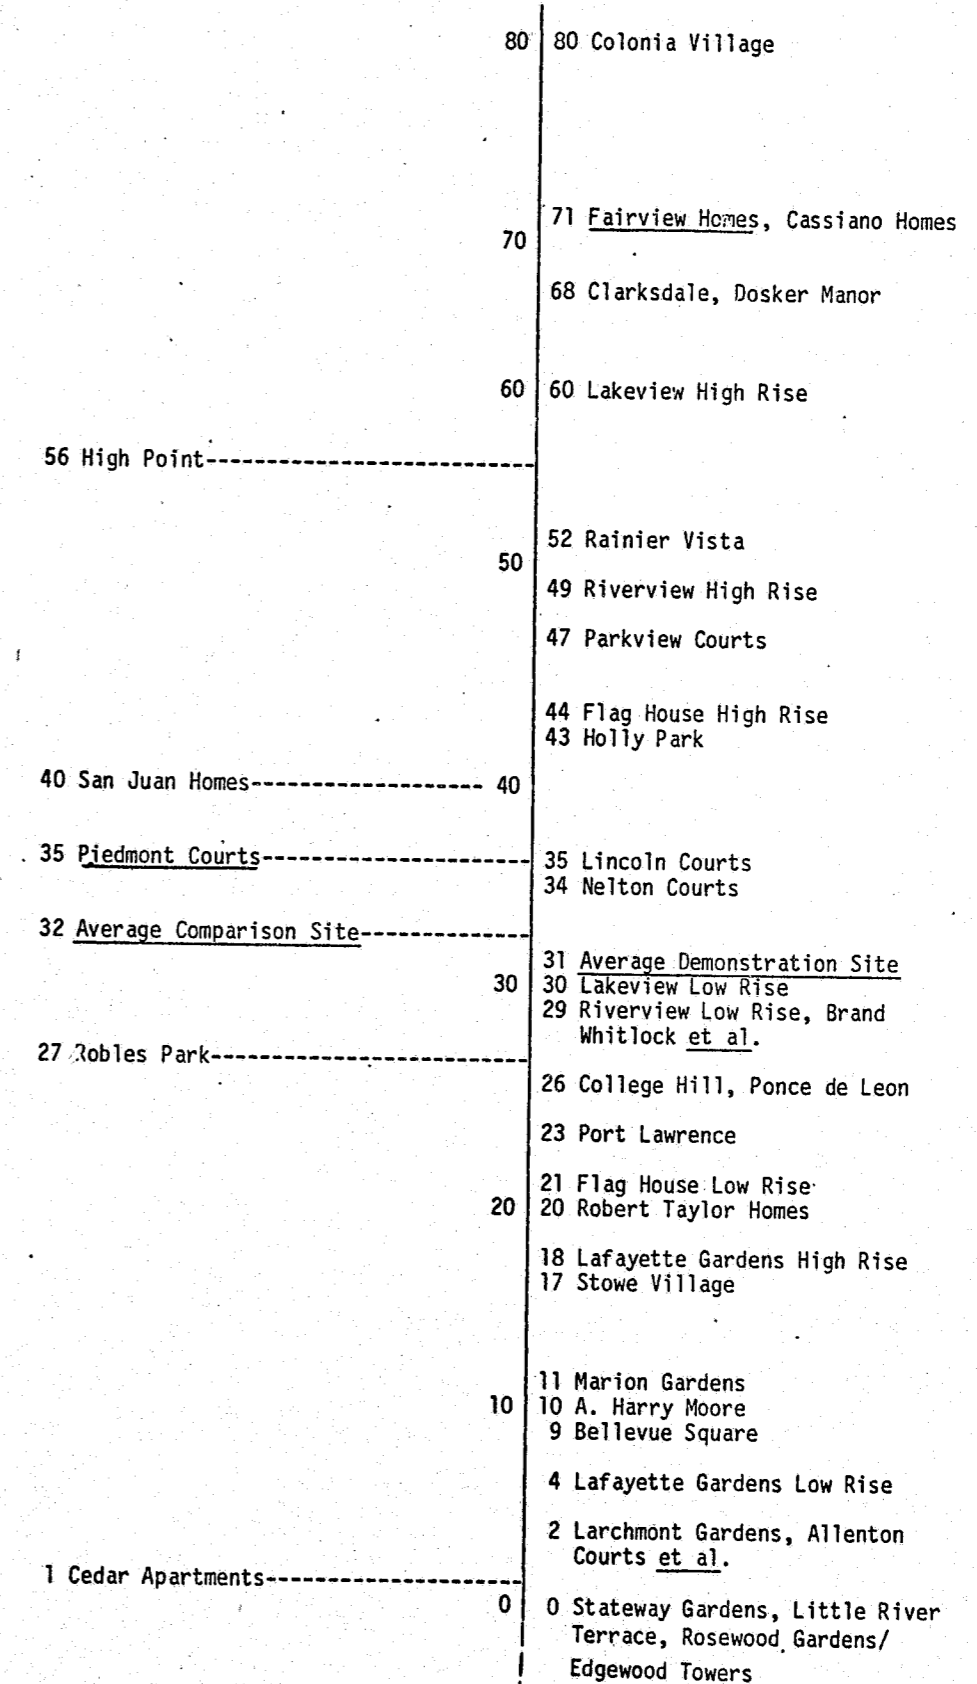 80 80 Colonia Village
71 Fairview Homes, Cassiano Homes
70
68 Clarksdale, Dosker Manor
60 60 Lakeview High Rise
56 High Point---------------------------
52 Rainier Vista
50
49 Riverview High Rise
47 Parkview Courts
44 Flag House High Rise
43 Holly Park
40 San Juan Homes------------------- 40
35 Piedmont Courts---------------------- 35 Lincoln Courts
34 Nelton Courts
32 Average Comparison Site--------------
31 Average Demonstration Site
30 30 Lakeview Low Rise
29 Riverview Low Rise, Brand
Whitlock et al.
27 Robles Park--------------------------
26 College Hill, Ponce de Leon
23 Port Lawrence
21 Flag House Low Rise
20 20 Robert Taylor Homes
18 Lafayette Gardens High Rise
17 Stowe Village
11 Marion Gardens
10 10 A. Harry Moore
9 Bellevue Square
4 Lafayette Gardens Low Rise
2 Larchmont Gardens, Allenton
Courts et al.
1 Cedar Apartments---------------------
0 0 Stateway Gardens, Little River
Terrace, Rosewood Gardens/
Edgewood Towers